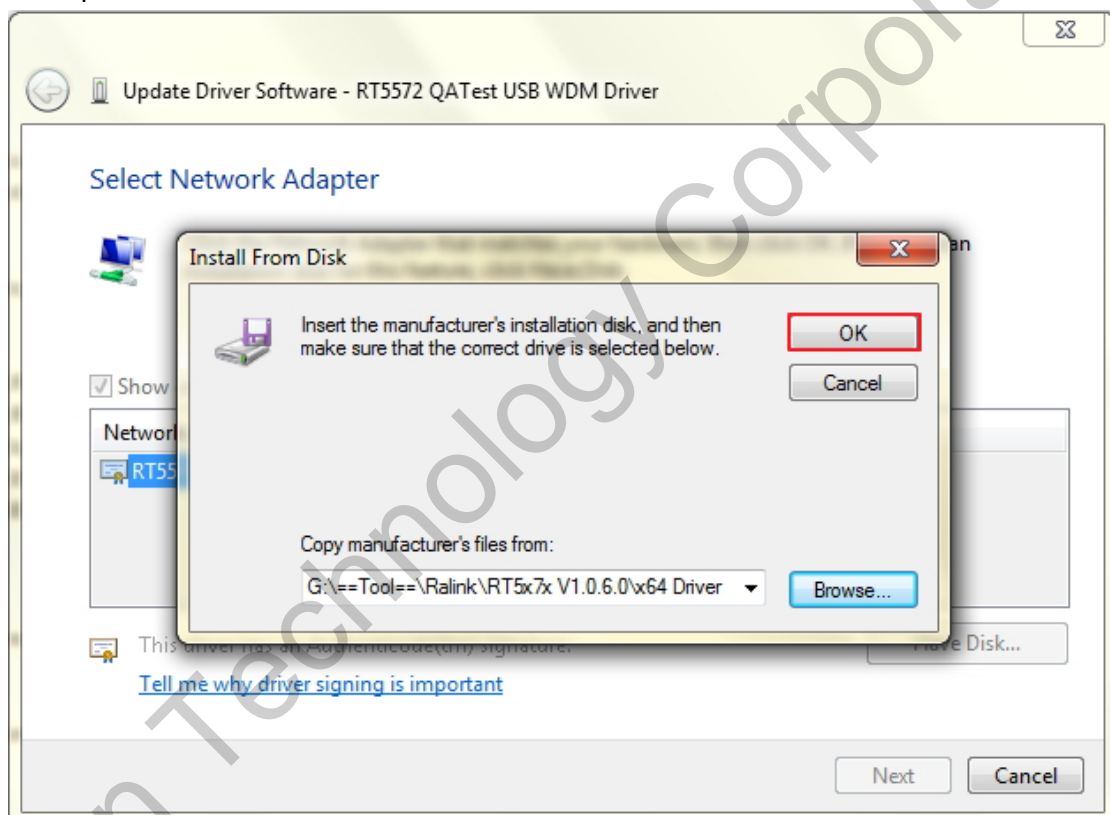 Update Driver Software - RT5572 QATest USB WDM Driver
Select Network Adapter
an
Install From Disk
Insert the manufacturer's installation disk, and then
make sure that the correct drive is selected below.
OK
Cancel
Show
Network
RT55
Copy manufacturer's files from:
G:\==Tool==\Ralink\RT5x7x V1.0.6.0\x64 Driver
Browse...
This driver has an Authenticode(tm) signature.
Have Disk...
Tell me why driver signing is important
Next
Cancel
n Technology Corpora